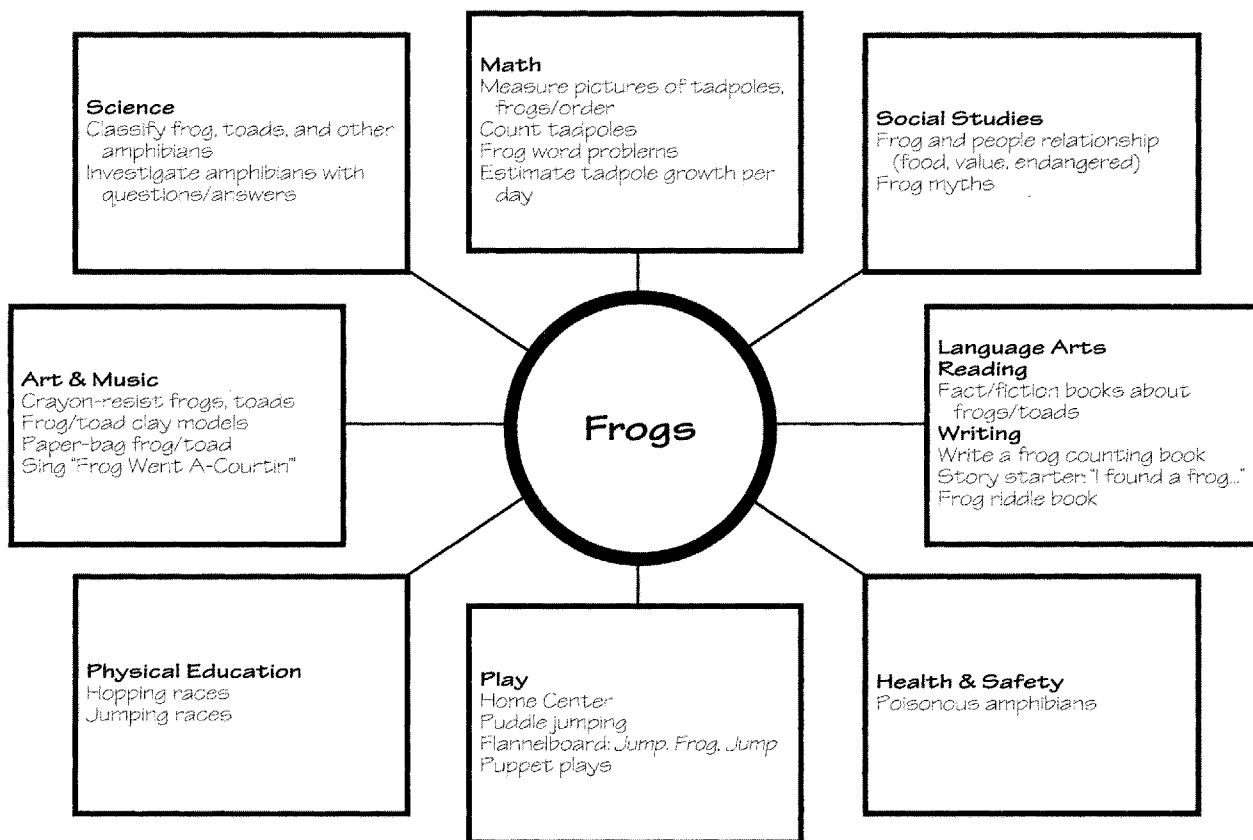 Science
Classify frog, toads, and other
amphibians
Investigate amphibians with
questions/answers
Math
Measure pictures of tadpoles,
frogs/order
Count tadpoles
Frog word problems
Estimate tadpole growth per
day
Social Studies
Frog and people relationship
(food, value, endangered)
Frog myths
Art & Music
Crayon-resist frogs, toads
Frog/toad clay models
Paper-bag frog/toad
Sing "Frog Went A-Courtin'"
Frogs
Language Arts
Reading
Fact/fiction books about
frogs/toads
Writing
Write a frog counting book
Story starter: "I found a frog..."
Frog riddle book
Physical Education
Hopping races
Jumping races
Play
Home Center
Puddle jumping
Flannelboard: Jump, Frog, Jump
Puppet plays
Health & Safety
Poisonous amphibians